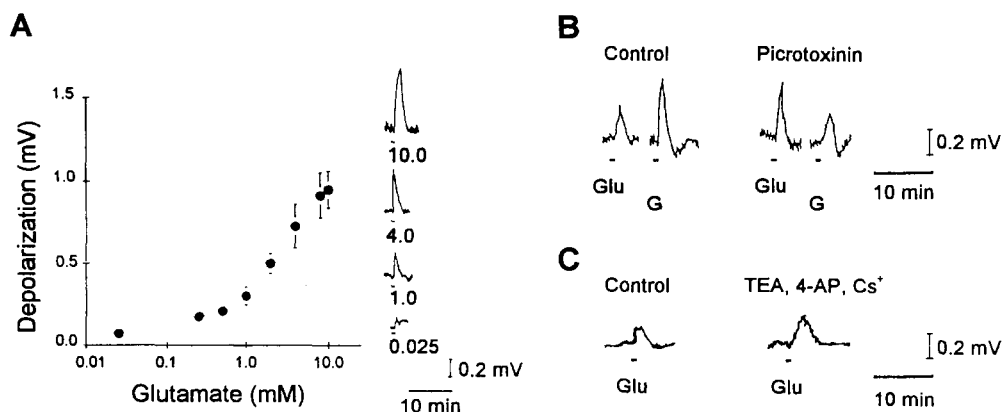 A
Depolarization (mV)
1.5
1.0
0.5
0.0
0.01
0.1
1.0
10.0
Glutamate (mM)
10.0
4.0
1.0
0.025
0.2 mV
10 min
B
Control
Picrotoxinin
Glu
G
Glu
G
0.2 mV
10 min
C
Control
TEA, 4-AP, Cs⁺
Glu
Glu
0.2 mV
10 min